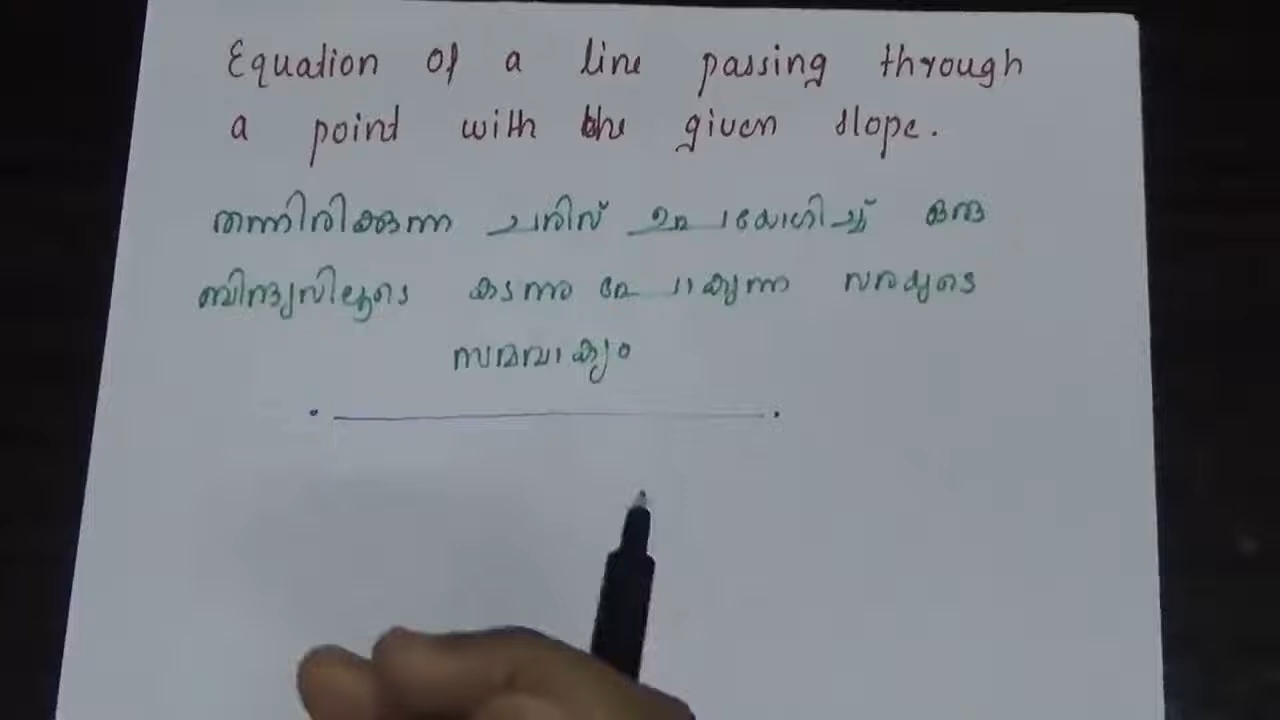 Equation of a line passing through
a point with the given slope.
തന്നിരിക്കുന്ന ചരിവ് ഉപയോഗിച്ച് ഒരു
ബിന്ദുവിലൂടെ കടന്നു പോകുന്ന വരയുടെ
സമവാക്യം